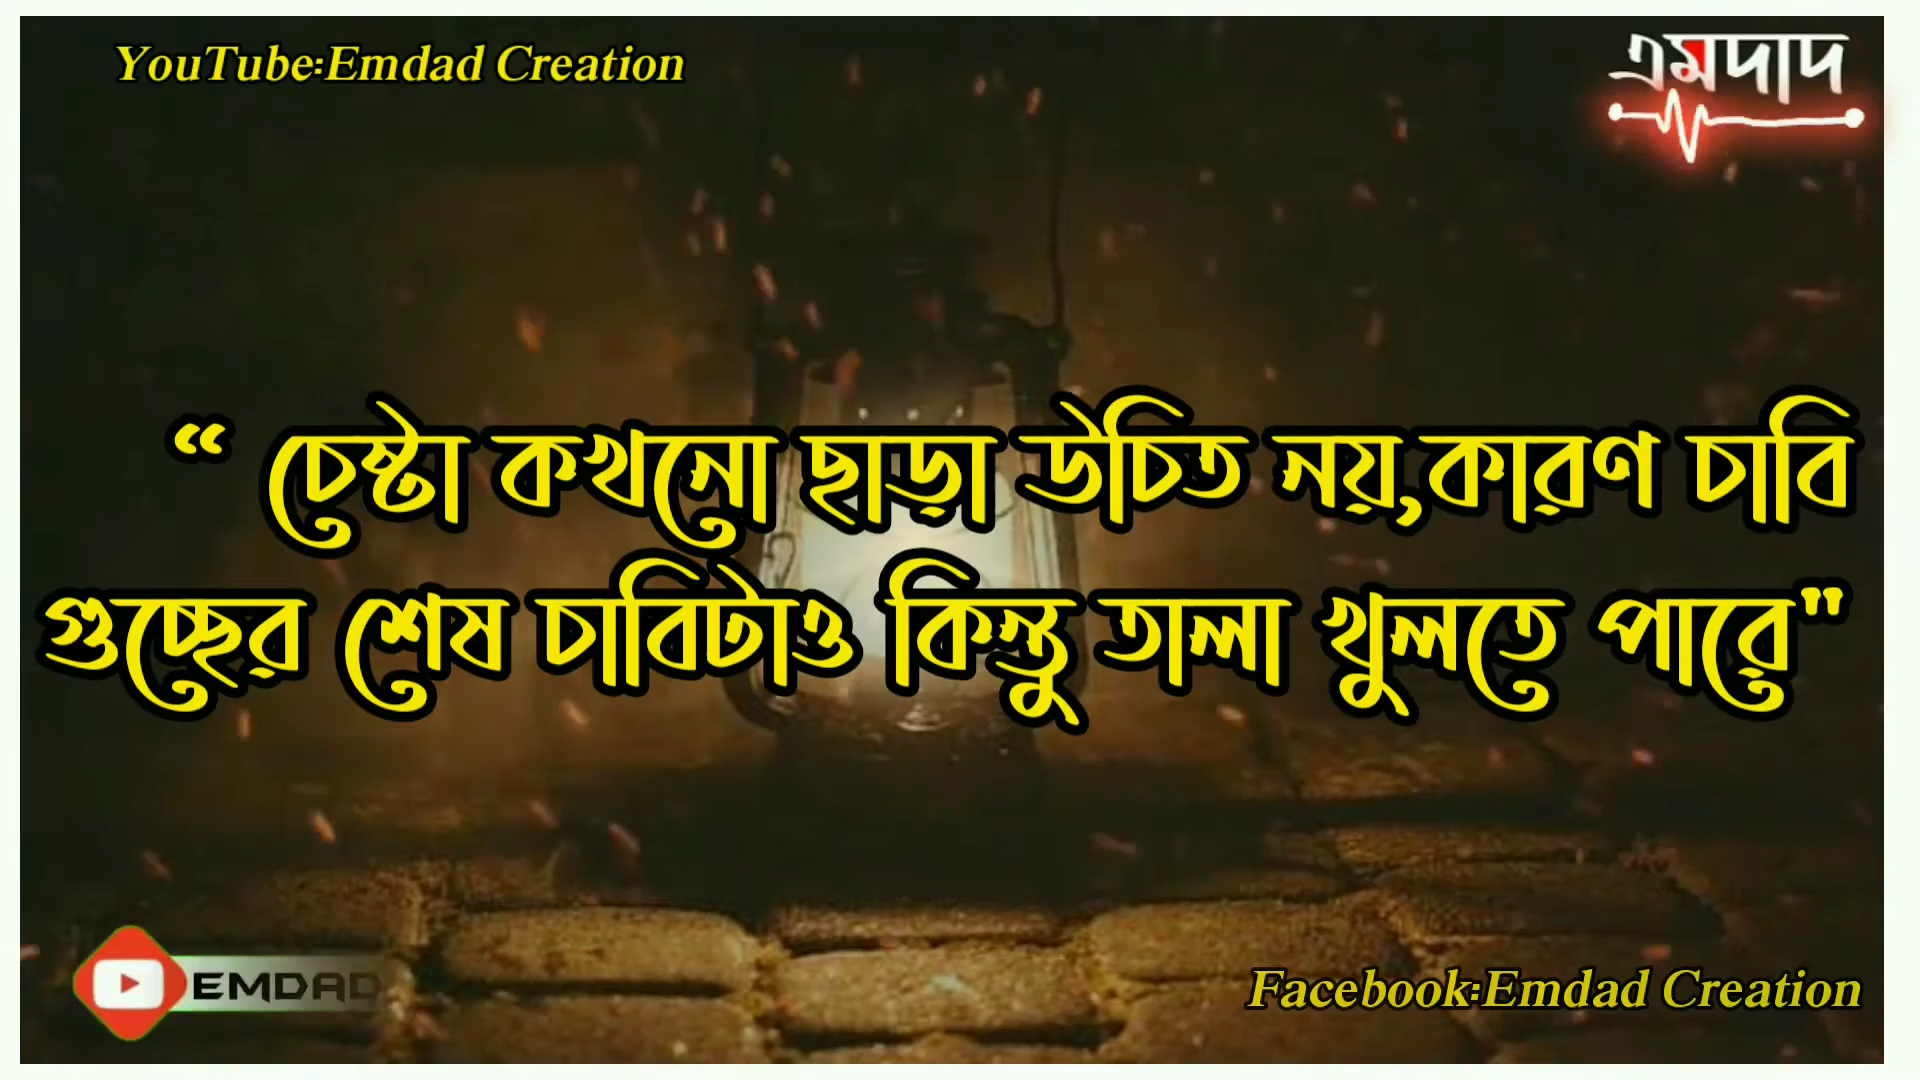 YouTube:Emdad Creation
এমদাদ
“ চেষ্টা কখনো ছাড়া উচিত নয়,কারণ চাবি
গুচ্ছের শেষ চাবিটাও কিন্তু তালা খুলতে পারে"
EMDAD
Facebook:Emdad Creation